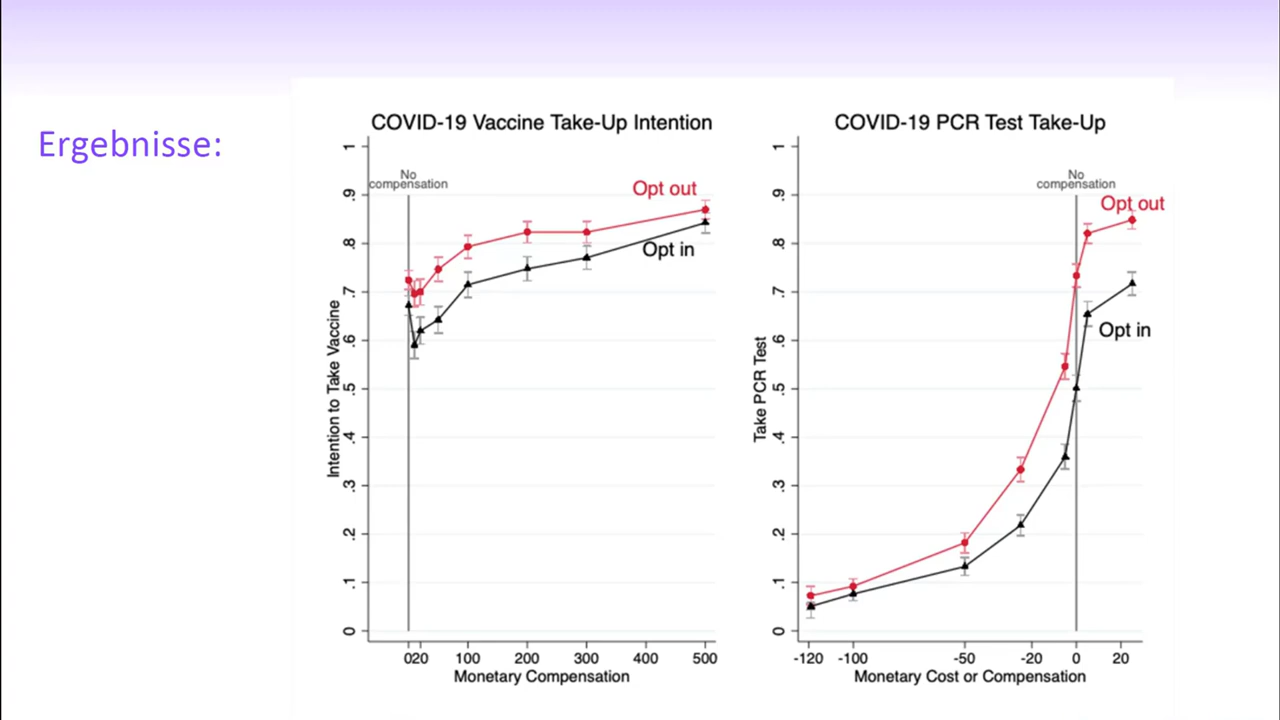 Ergebnisse:
COVID-19 Vaccine Take-Up Intention
No
compensation
Opt out
Opt in
Intention to Take Vaccine
0 .1 .2 .3 .4 .5 .6 .7 .8 .9 1
0 20 100 200 300 400 500
Monetary Compensation
COVID-19 PCR Test Take-Up
No
compensation
Opt out
Opt in
Take PCR Test
0 .1 .2 .3 .4 .5 .6 .7 .8 .9 1
-120 -100 -50 -20 0 20
Monetary Cost or Compensation